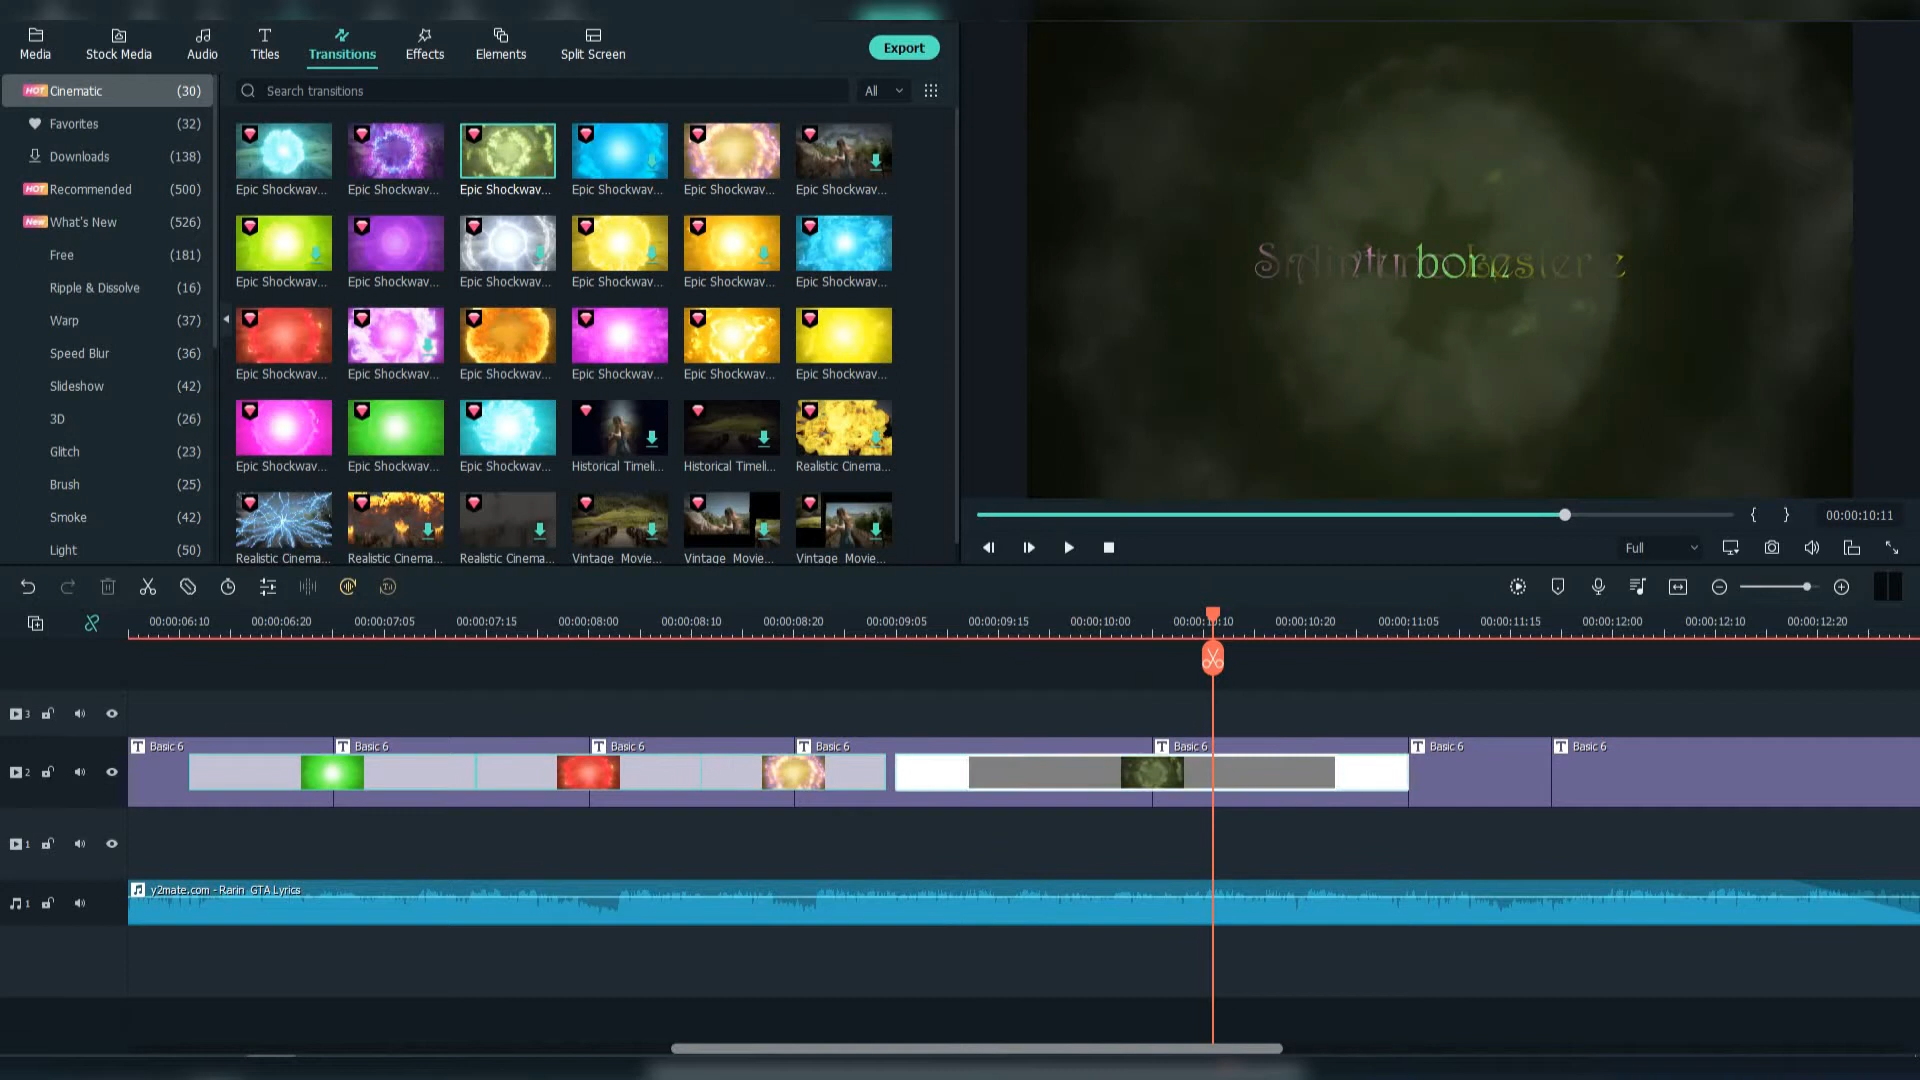 Media Stock Media Audio Titles Transitions Effects Elements Split Screen Export
HOT Cinematic (30)
Favorites (32)
Downloads (138)
HOT Recommended (500)
New What's New (526)
Free (181)
Ripple & Dissolve (16)
Warp (37)
Speed Blur (36)
Slideshow (42)
3D (26)
Glitch (23)
Brush (25)
Smoke (42)
Light (50)
Search transitions All
Epic Shockwav... Epic Shockwav... Epic Shockwav... Epic Shockwav... Epic Shockwav... Epic Shockwav...
Epic Shockwav... Epic Shockwav... Epic Shockwav... Epic Shockwav... Epic Shockwav... Epic Shockwav...
Epic Shockwav... Epic Shockwav... Epic Shockwav... Epic Shockwav... Epic Shockwav... Epic Shockwav...
Epic Shockwav... Epic Shockwav... Epic Shockwav... Historical Timeli... Historical Timeli... Realistic Cinema...
Realistic Cinema... Realistic Cinema... Realistic Cinema... Vintage Movie... Vintage Movie... Vintage Movie...
{ } 00:00:10:11
Full
00:00:06:10 00:00:06:20 00:00:07:05 00:00:07:15 00:00:08:00 00:00:08:10 00:00:08:20 00:00:09:05 00:00:09:15 00:00:10:00 00:00:10:10 00:00:10:20 00:00:11:05 00:00:11:15 00:00:12:00 00:00:12:10 00:00:12:20
3
T Basic 6 T Basic 6 T Basic 6 T Basic 6 T Basic 6 T Basic 6 T Basic 6
2
1
y2mate.com - Rarin GTA Lyrics
1